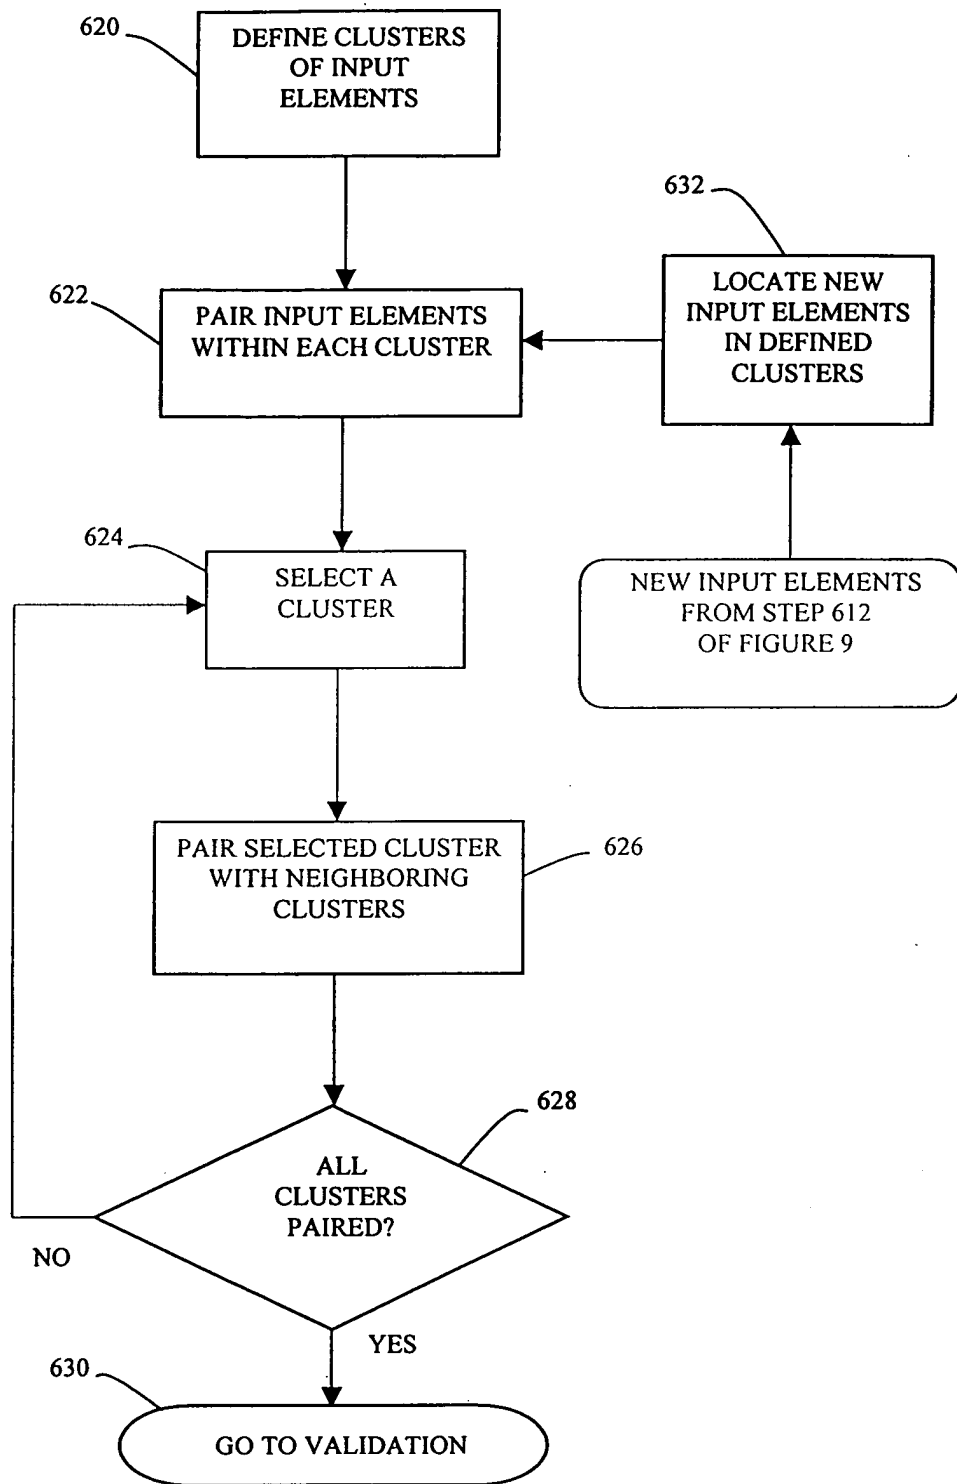 620
DEFINE CLUSTERS
OF INPUT
ELEMENTS
632
LOCATE NEW
INPUT ELEMENTS
IN DEFINED
CLUSTERS
622
PAIR INPUT ELEMENTS
WITHIN EACH CLUSTER
624
SELECT A
CLUSTER
NEW INPUT ELEMENTS
FROM STEP 612
OF FIGURE 9
PAIR SELECTED CLUSTER
WITH NEIGHBORING
CLUSTERS
626
628
ALL
CLUSTERS
PAIRED?
NO
YES
630
GO TO VALIDATION